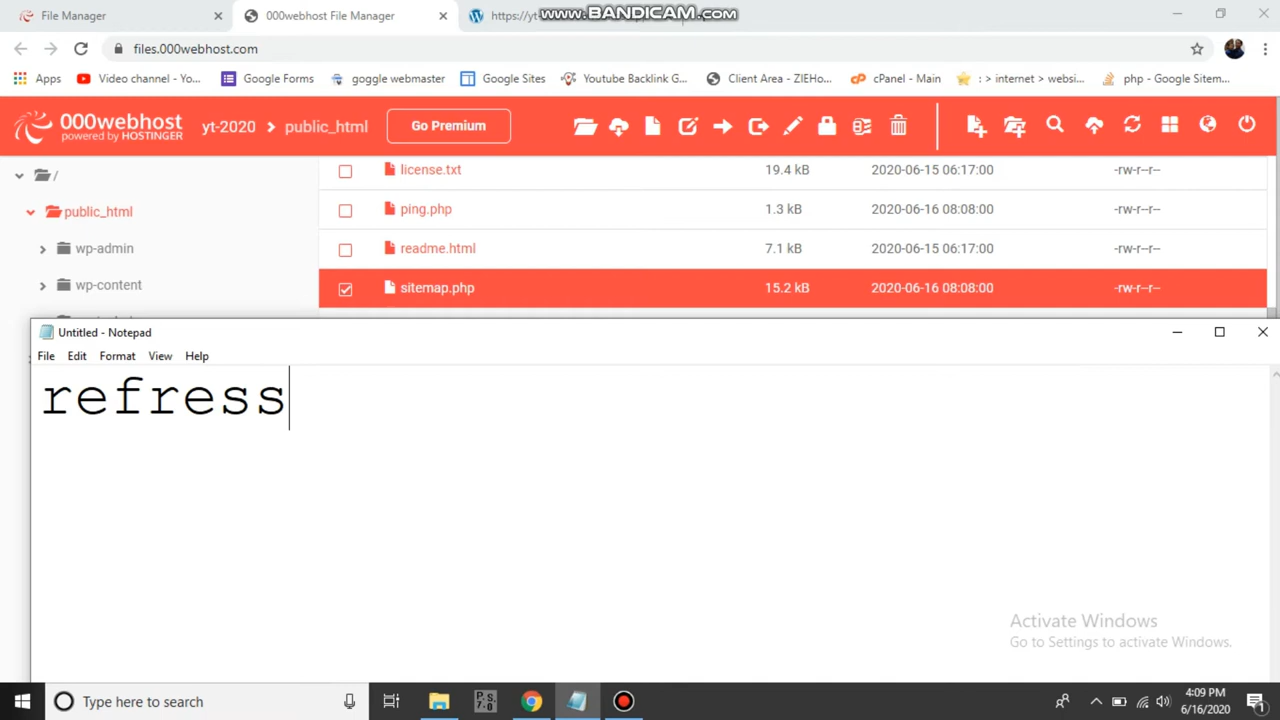 File Manager
000webhost File Manager
https://yt-
www.BANDICAM.com
files.000webhost.com
Apps
Video channel - Yo...
Google Forms
goggle webmaster
Google Sites
Youtube Backlink G...
Client Area - ZIEHo...
cPanel - Main
: > internet > websi...
php - Google Sitem...
000webhost
powered by HOSTINGER
yt-2020
public_html
Go Premium
/
public_html
wp-admin
wp-content
license.txt 19.4 kB 2020-06-15 06:17:00 -rw-r--r--
ping.php 1.3 kB 2020-06-16 08:08:00 -rw-r--r--
readme.html 7.1 kB 2020-06-15 06:17:00 -rw-r--r--
sitemap.php 15.2 kB 2020-06-16 08:08:00 -rw-r--r--
Untitled - Notepad
File Edit Format View Help
refress
Activate Windows
Go to Settings to activate Windows.
Type here to search
4:09 PM
6/16/2020
1